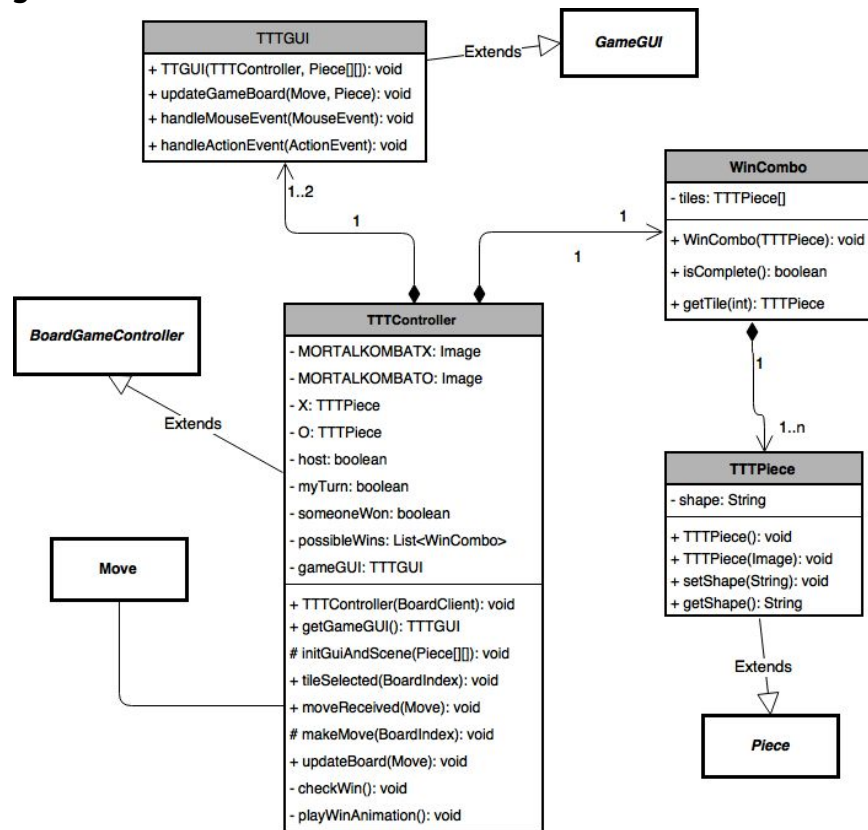 TTTGUI
+ TTGUI(TTTController, Piece[][]): void
+ updateGameBoard(Move, Piece): void
+ handleMouseEvent(MouseEvent): void
+ handleActionEvent(ActionEvent): void
Extends
GameGUI
1..2
1
1
1
WinCombo
- tiles: TTTPiece[]
+ WinCombo(TTTPiece): void
+ isComplete(): boolean
+ getTile(int): TTTPiece
BoardGameController
Extends
TTTController
- MORTALKOMBATX: Image
- MORTALKOMBATO: Image
- X: TTTPiece
- O: TTTPiece
- host: boolean
- myTurn: boolean
- someoneWon: boolean
- possibleWins: List<WinCombo>
- gameGUI: TTTGUI
+ TTTController(BoardClient): void
+ getGameGUI(): TTTGUI
# initGuiAndScene(Piece[][]): void
+ tileSelected(BoardIndex): void
+ moveReceived(Move): void
# makeMove(BoardIndex): void
+ updateBoard(Move): void
- checkWin(): void
- playWinAnimation(): void
Move
1
1..n
TTTPiece
- shape: String
+ TTTPiece(): void
+ TTTPiece(Image): void
+ setShape(String): void
+ getShape(): String
Extends
Piece